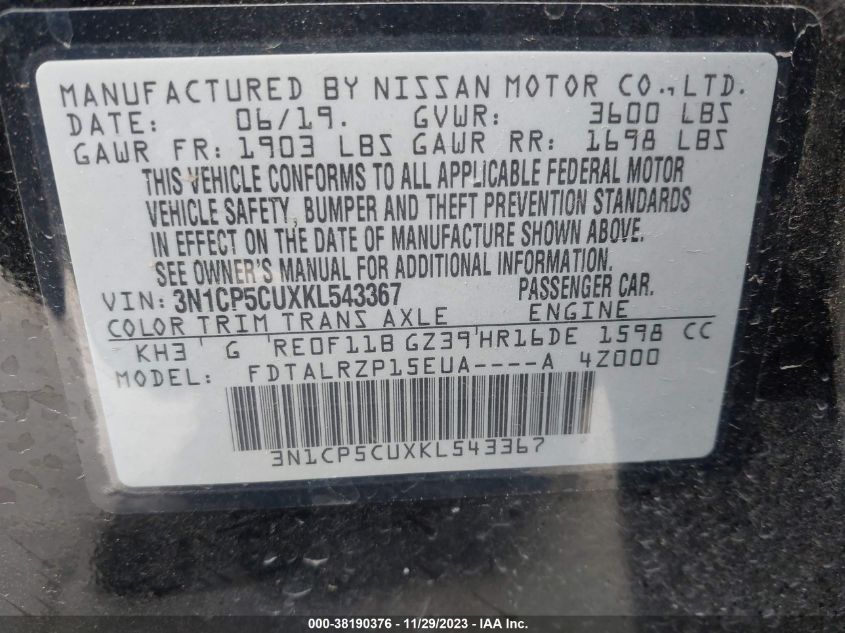 MANUFACTURED BY NISSAN MOTOR CO., LTD.
DATE: 06/19. GVWR: 3600 LBS
GAWR FR: 1903 LBS GAWR RR: 1698 LBS
THIS VEHICLE CONFORMS TO ALL APPLICABLE FEDERAL MOTOR
VEHICLE SAFETY, BUMPER AND THEFT PREVENTION STANDARDS
IN EFFECT ON THE DATE OF MANUFACTURE SHOWN ABOVE.
SEE OWNER'S MANUAL FOR ADDITIONAL INFORMATION.
VIN: 3N1CP5CUXKL543367 PASSENGER CAR.
COLOR TRIM TRANS AXLE ENGINE
KH3 G RE0F11B GZ39 HR16DE 1598 CC
MODEL: FDTALRZP15EUA----A 4Z000
3N1CP5CUXKL543367
000-38190376 - 11/29/2023 - IAAI.com